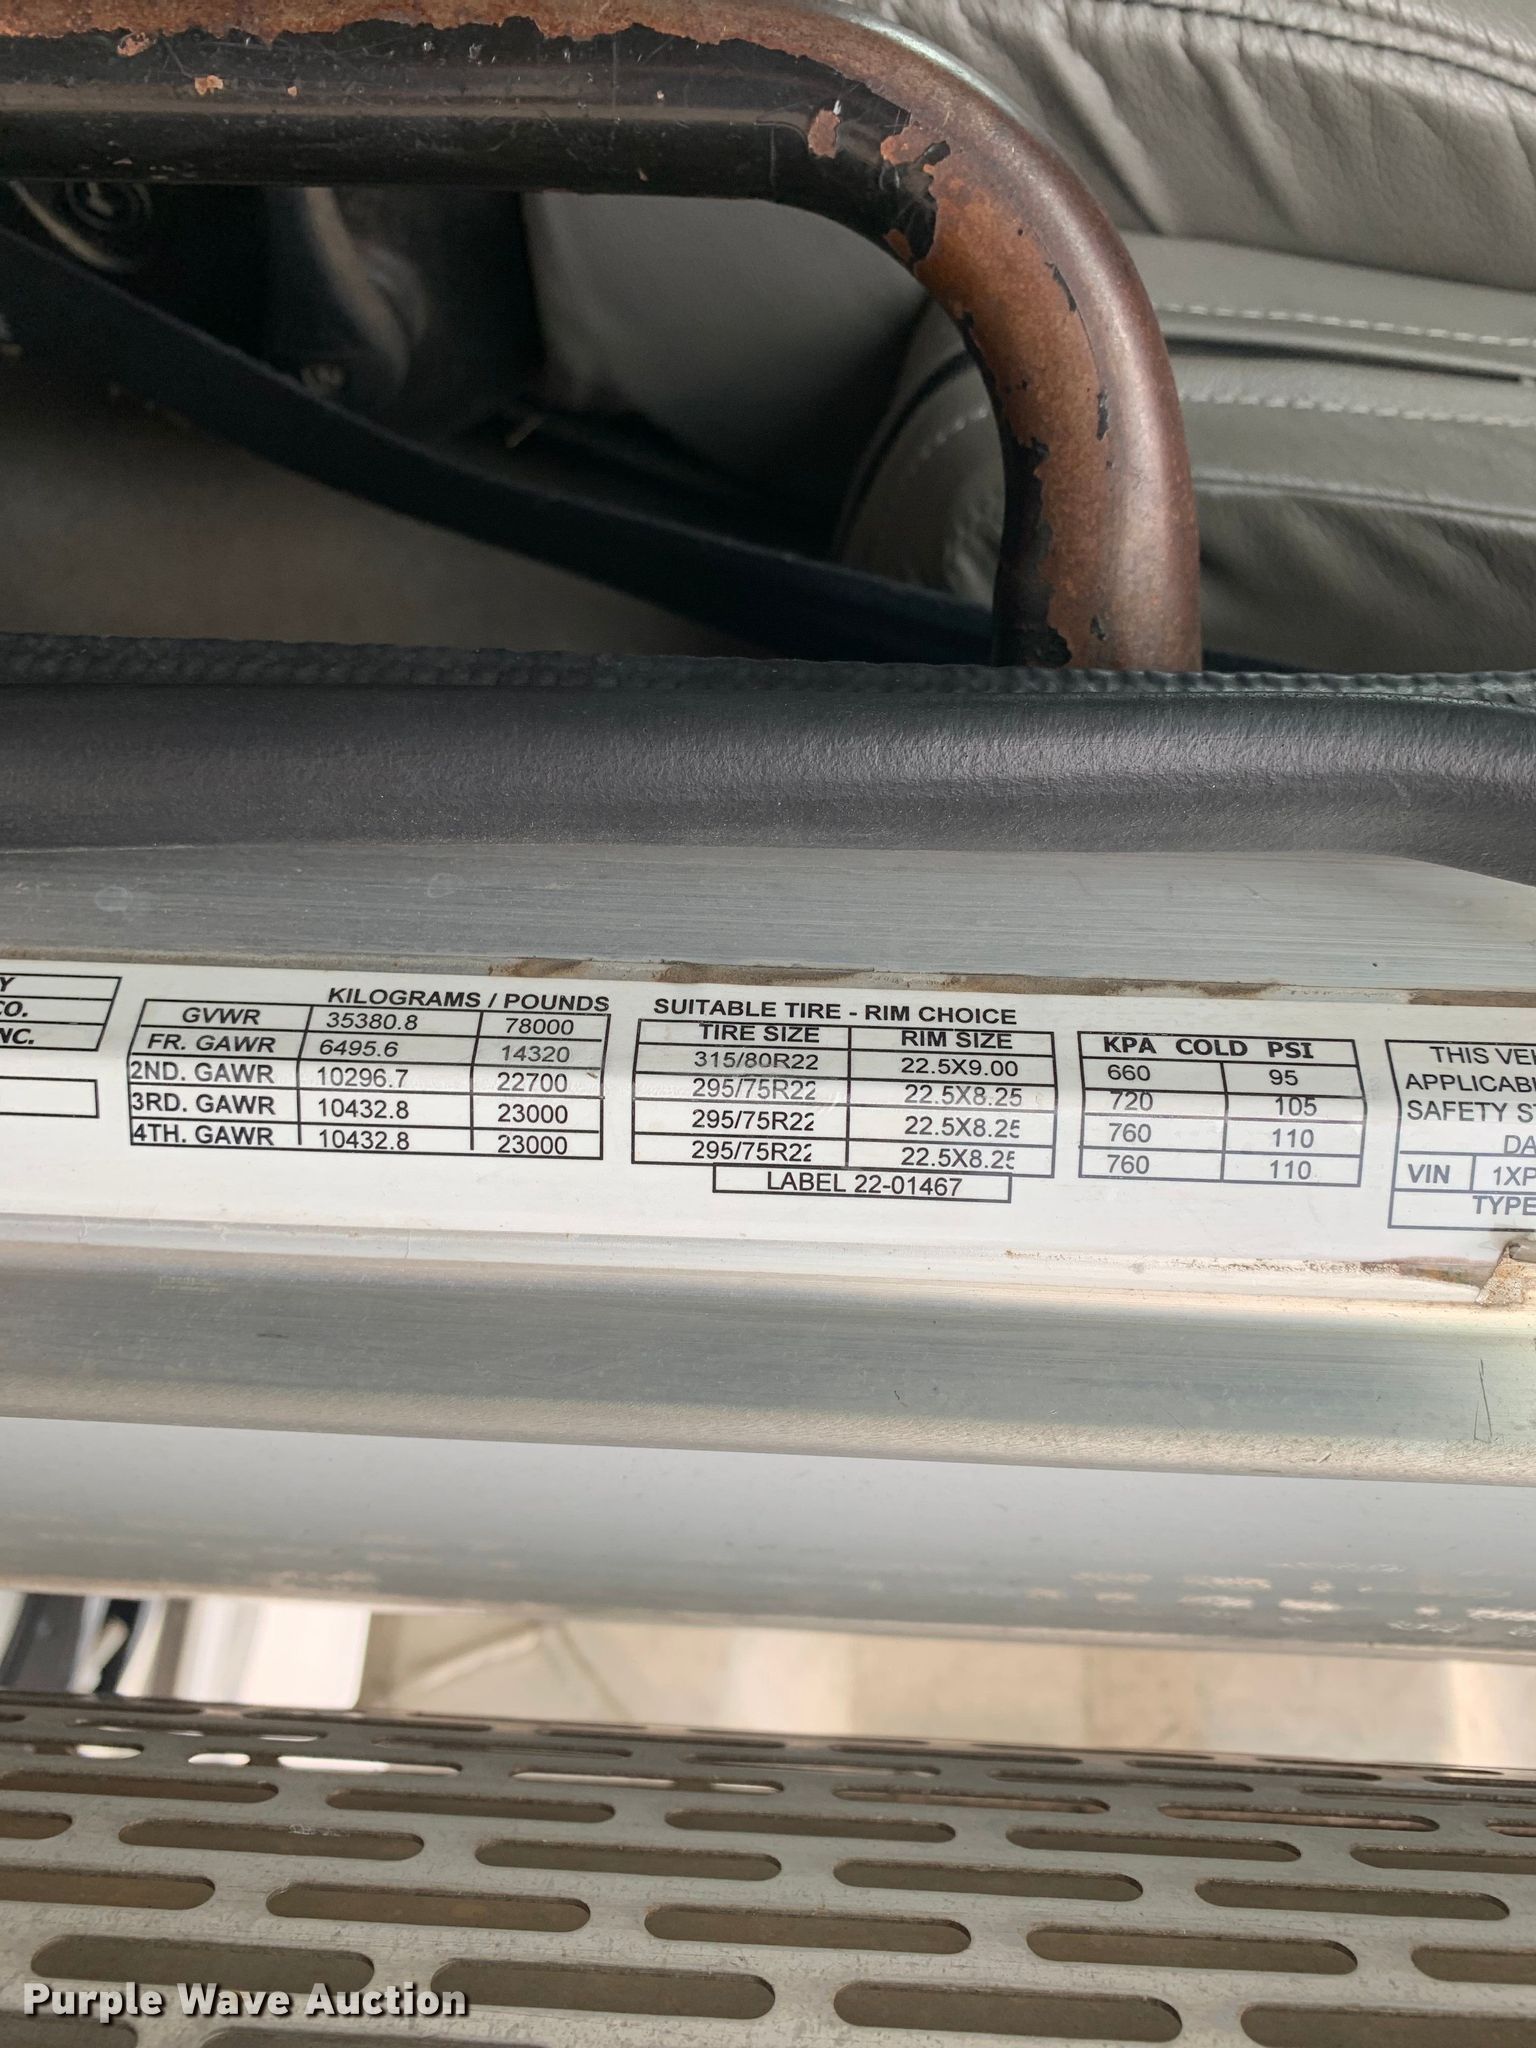 Y
CO.
NC.
KILOGRAMS / POUNDS
GVWR 35380.8 78000
FR. GAWR 6495.6 14320
2ND. GAWR 10296.7 22700
3RD. GAWR 10432.8 23000
4TH. GAWR 10432.8 23000
SUITABLE TIRE - RIM CHOICE
TIRE SIZE RIM SIZE
315/80R22 22.5X9.00
295/75R22 22.5X8.25
295/75R22 22.5X8.25
295/75R22 22.5X8.25
LABEL 22-01467
KPA COLD PSI
660 95
720 105
760 110
760 110
THIS VE
APPLICAB
SAFETY S
DA
VIN 1XP
TYPE
Purple Wave Auction